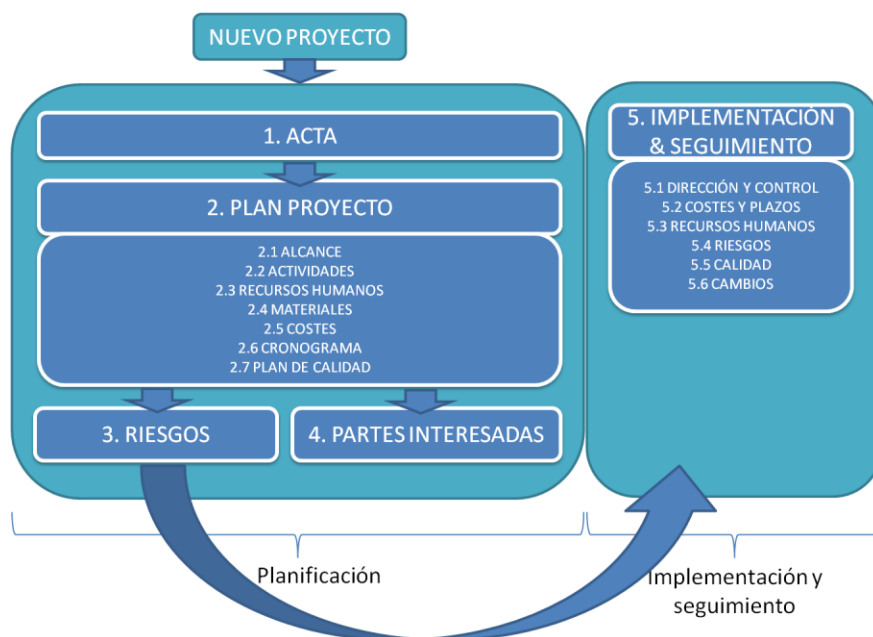 NUEVO PROYECTO
1. ACTA
2. PLAN PROYECTO
2.1 ALCANCE
2.2 ACTIVIDADES
2.3 RECURSOS HUMANOS
2.4 MATERIALES
2.5 COSTES
2.6 CRONOGRAMA
2.7 PLAN DE CALIDAD
3. RIESGOS
4. PARTES INTERESADAS
5. IMPLEMENTACIÓN
& SEGUIMIENTO
5.1 DIRECCIÓN Y CONTROL
5.2 COSTES Y PLAZOS
5.3 RECURSOS HUMANOS
5.4 RIESGOS
5.5 CALIDAD
5.6 CAMBIOS
Planificación
Implementación y
seguimiento